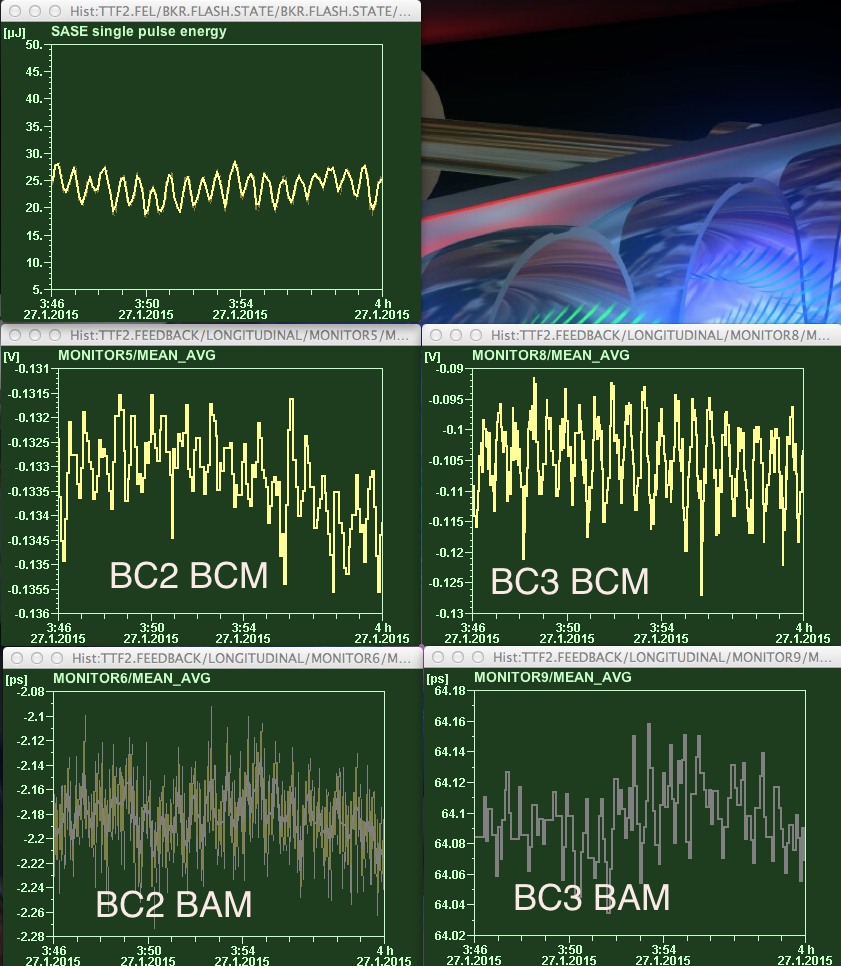 Hist:TTF2.FEL/BKR.FLASH.STATE/BKR.FLASH.STATE/...
[µJ] SASE single pulse energy
50.
45.
40.
35.
30.
25.
20.
15.
10.
5.
3:46 3:50 3:54 4 h
27.1.2015 27.1.2015 27.1.2015 27.1.2015
Hist:TTF2.FEEDBACK/LONGITUDINAL/MONITOR5/M...
[V] MONITOR5/MEAN_AVG
-0.131
-0.1315
-0.132
-0.1325
-0.133
-0.1335
-0.134
-0.1345
-0.135
-0.1355
-0.136
BC2 BCM
3:46 3:50 3:54 4 h
27.1.2015 27.1.2015 27.1.2015 27.1.2015
Hist:TTF2.FEEDBACK/LONGITUDINAL/MONITOR8/M...
[V] MONITOR8/MEAN_AVG
-0.09
-0.095
-0.1
-0.105
-0.11
-0.115
-0.12
-0.125
-0.13
BC3 BCM
3:46 3:50 3:54 4 h
27.1.2015 27.1.2015 27.1.2015 27.1.2015
Hist:TTF2.FEEDBACK/LONGITUDINAL/MONITOR6/M...
[ps] MONITOR6/MEAN_AVG
-2.08
-2.1
-2.12
-2.14
-2.16
-2.18
-2.2
-2.22
-2.24
-2.26
-2.28
BC2 BAM
3:46 3:50 3:54 4 h
27.1.2015 27.1.2015 27.1.2015 27.1.2015
Hist:TTF2.FEEDBACK/LONGITUDINAL/MONITOR9/M...
[ps] MONITOR9/MEAN_AVG
64.18
64.16
64.14
64.12
64.1
64.08
64.06
64.04
64.02
BC3 BAM
3:46 3:50 3:54 4 h
27.1.2015 27.1.2015 27.1.2015 27.1.2015